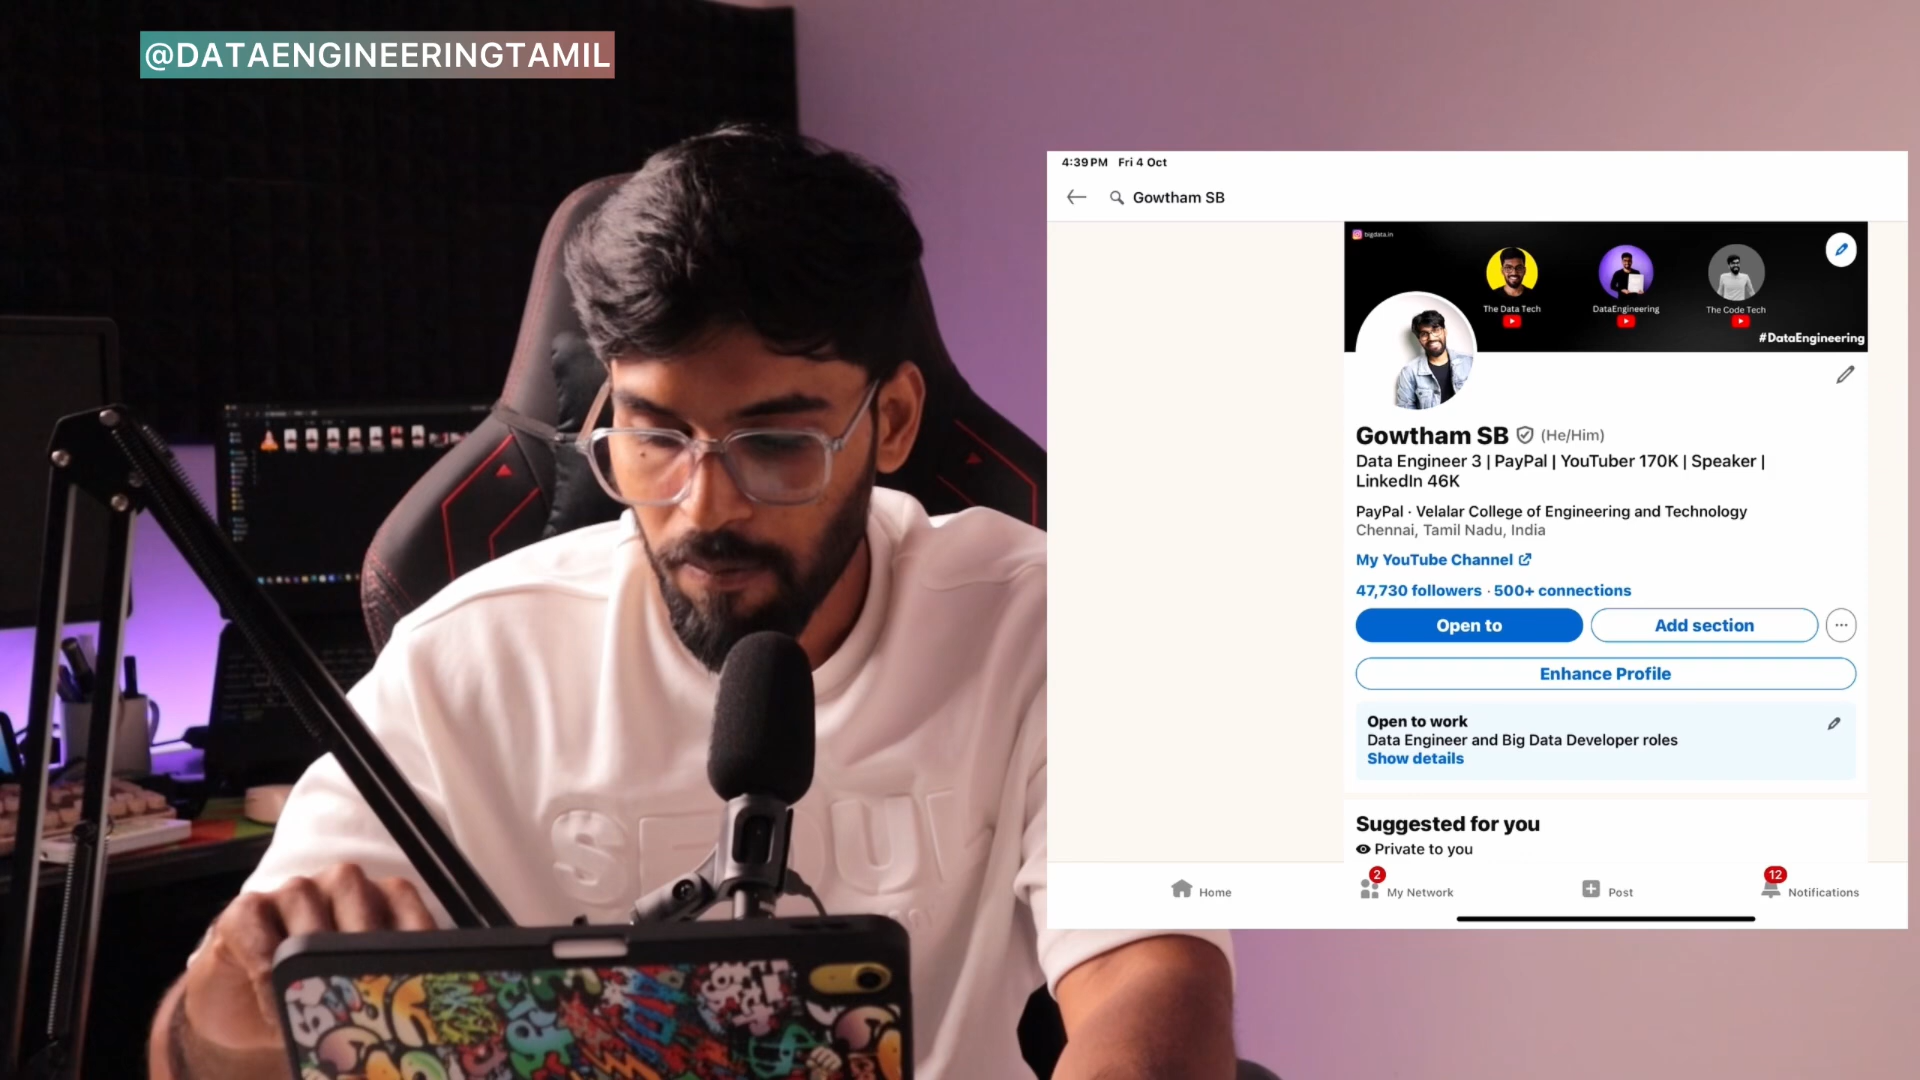 @DATAENGINEERINGTAMIL
4:39 PM Fri 4 Oct
Gowtham SB
bigdata.in
The Data Tech
DataEngineering
The Code Tech
#DataEngineering
Gowtham SB (He/Him)
Data Engineer 3 | PayPal | YouTuber 170K | Speaker |
LinkedIn 46K
PayPal · Velalar College of Engineering and Technology
Chennai, Tamil Nadu, India
My YouTube Channel
47,730 followers · 500+ connections
Open to
Add section
Enhance Profile
Open to work
Data Engineer and Big Data Developer roles
Show details
Suggested for you
Private to you
Home
2
My Network
Post
12
Notifications
SEOUL